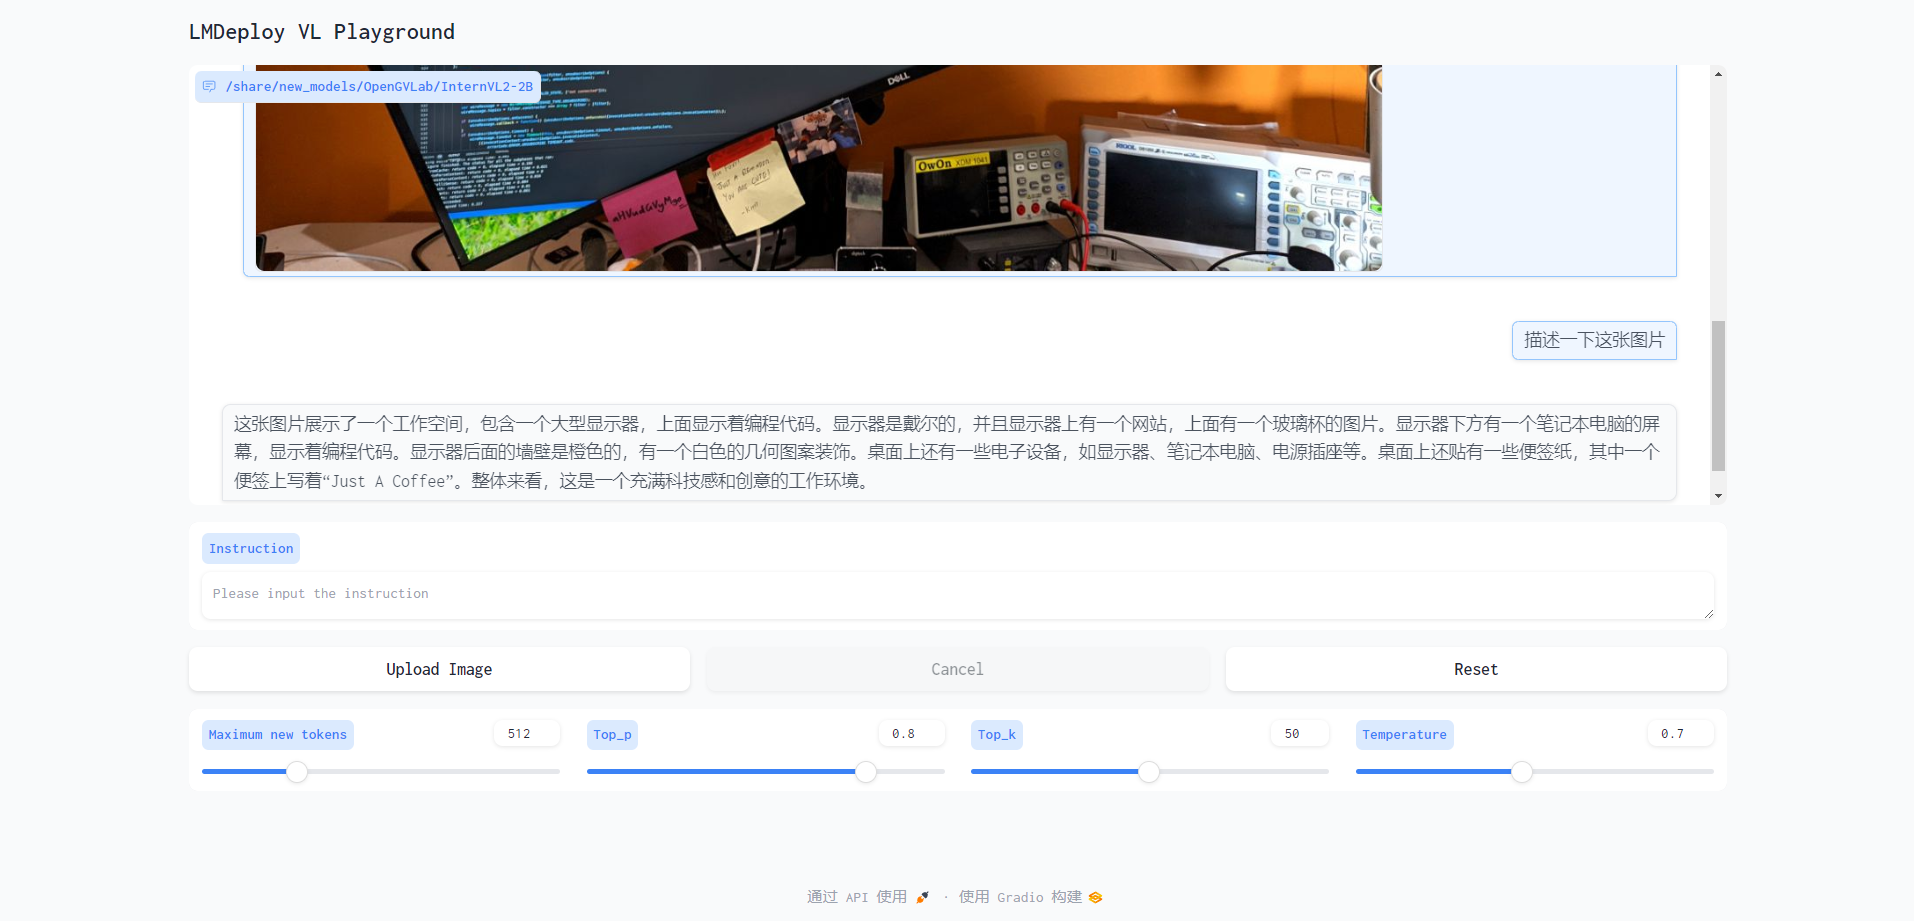 LMDeploy VL Playground
/share/new_models/OpenGVLab/InternVL2-2B
DELL
OWON XDM 1041
RIGOL
aHVudGVyMgo
JUST A REMINDER
YOU ARE CUTE!
描述一下这张图片
这张图片展示了一个工作空间，包含一个大型显示器，上面显示着编程代码。显示器是戴尔的，并且显示器上有一个网站，上面有一个玻璃杯的图片。显示器下方有一个笔记本电脑的屏
幕，显示着编程代码。显示器后面的墙壁是橙色的，有一个白色的几何图案装饰。桌面上还有一些电子设备，如显示器、笔记本电脑、电源插座等。桌面上还贴有一些便签纸，其中一个
便签上写着“Just A Coffee”。整体来看，这是一个充满科技感和创意的工作环境。
Instruction
Please input the instruction
Upload Image
Cancel
Reset
Maximum new tokens
512
Top_p
0.8
Top_k
50
Temperature
0.7
通过 API 使用 · 使用 Gradio 构建